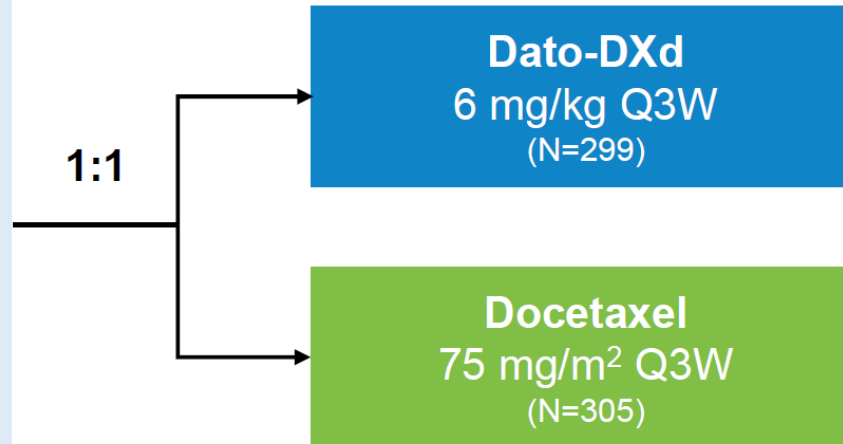 Dato-DXd
6 mg/kg Q3W
(N=299)
1:1
Docetaxel
75 mg/m² Q3W
(N=305)